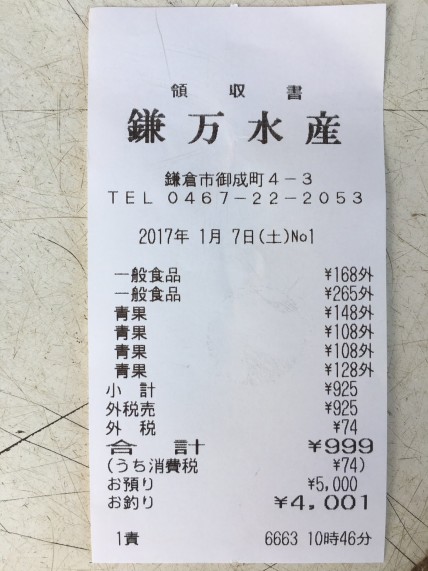 領収書
鎌万水産
鎌倉市御成町４－３
ＴＥＬ ０４６７－２２－２０５３
2017年 1月 7日(土)No1
一般食品 ¥168外
一般食品 ¥265外
青果 ¥148外
青果 ¥108外
青果 ¥108外
青果 ¥128外
小 計 ¥925
外税売 ¥925
外 税 ¥74
合 計 ¥999
(うち消費税 ¥74)
お預り ¥5,000
お釣り ¥4,001
1責 6663 10時46分